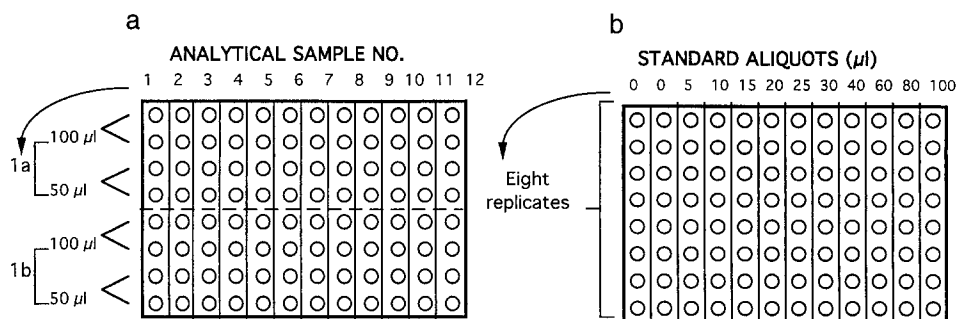 a
ANALYTICAL SAMPLE NO.
1 2 3 4 5 6 7 8 9 10 11 12
1a
100 µl
50 µl
1b
100 µl
50 µl
b
STANDARD ALIQUOTS (µl)
0 0 5 10 15 20 25 30 40 60 80 100
Eight
replicates